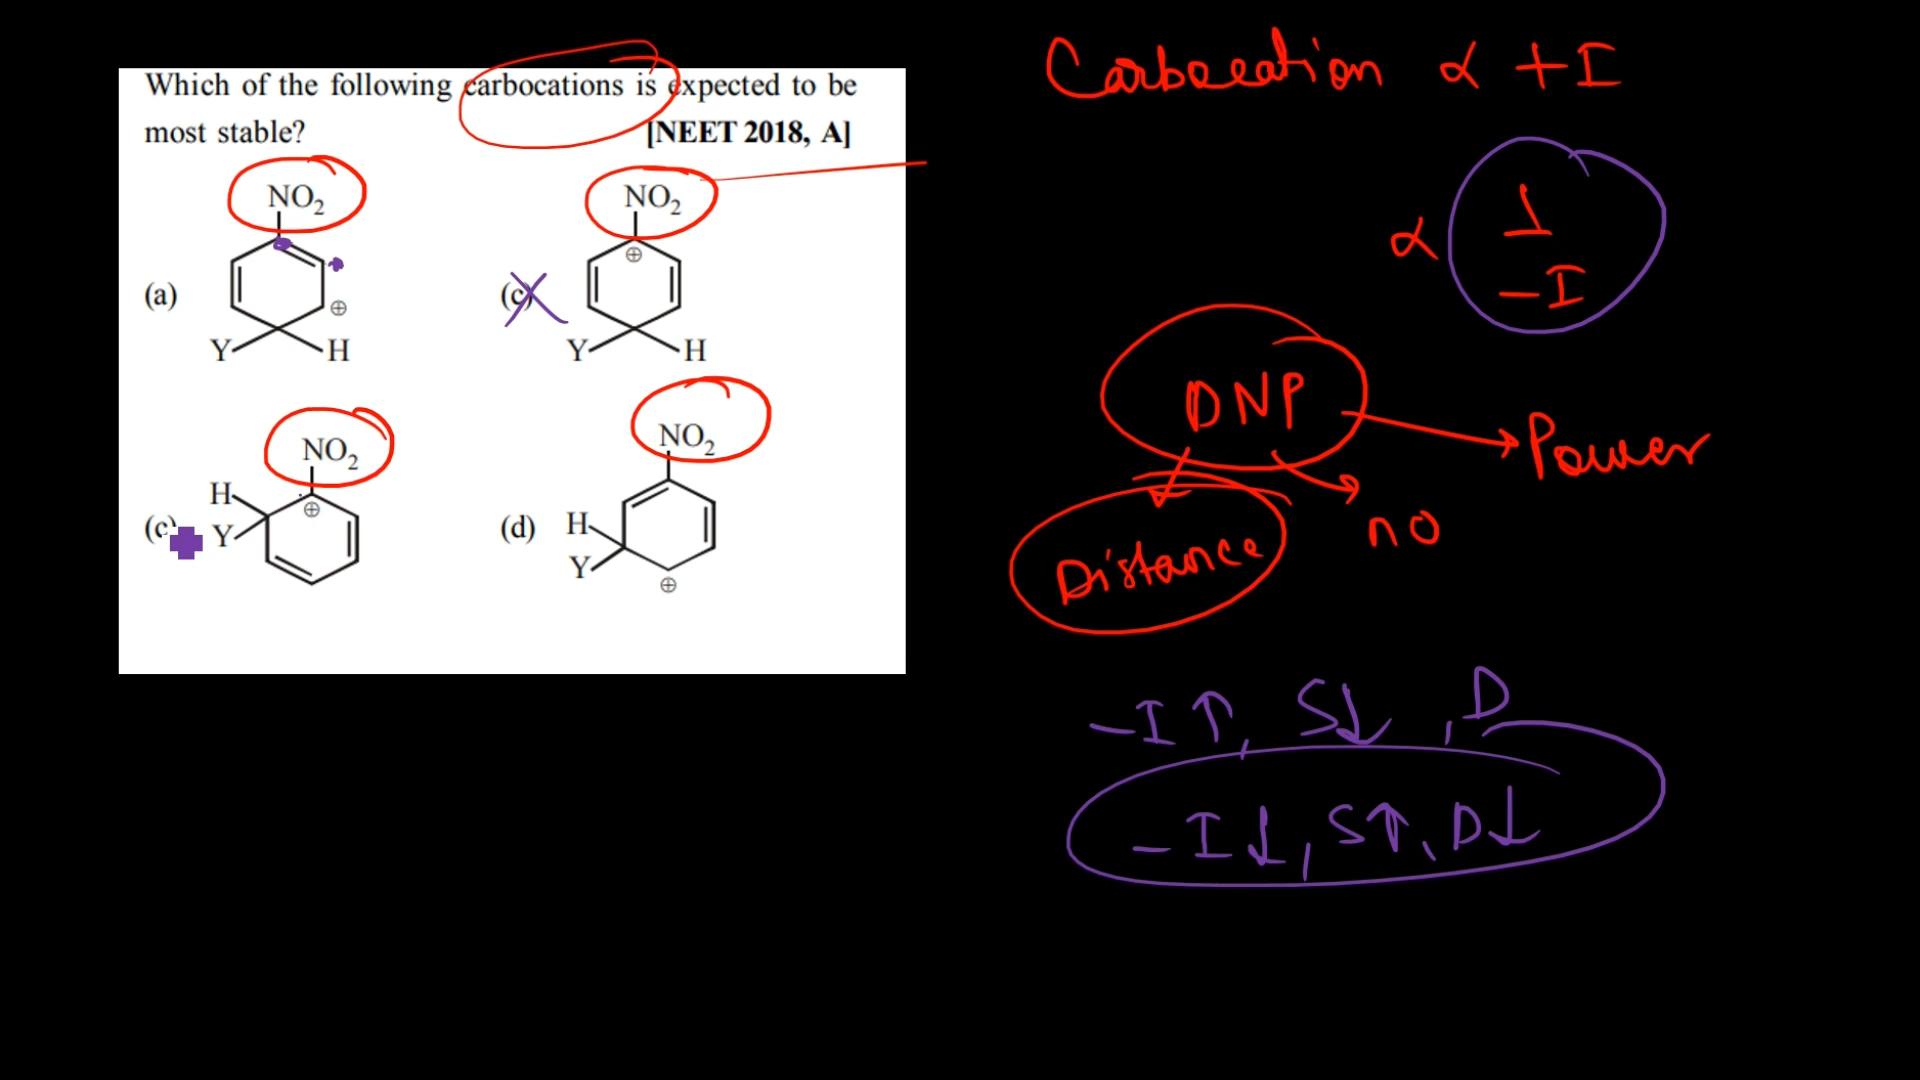 Which of the following carbocations is expected to be
most stable? [NEET 2018, A]
NO2
⊕
(a)
Y H
NO2
⊕
(c)
Y H
NO2
H
⊕
(c)
Y
NO2
(d) H
Y
⊕
Carbocation α +I
α 1
-I
DNP
Power
no
Distance
-I↑, S↓, D
-I↓, S↑, D↓